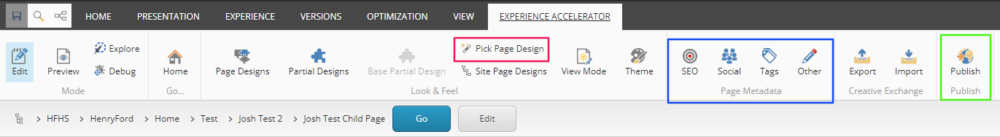 HOME PRESENTATION EXPERIENCE VERSIONS OPTIMIZATION VIEW EXPERIENCE ACCELERATOR
Edit Preview Explore Debug Home Page Designs Partial Designs Base Partial Design Pick Page Design Site Page Designs View Mode Theme SEO Social Tags Other Export Import Publish
Mode Go... Look & Feel Page Metadata Creative Exchange Publish
HFHS HenryFord Home Test Josh Test 2 Josh Test Child Page Go Edit